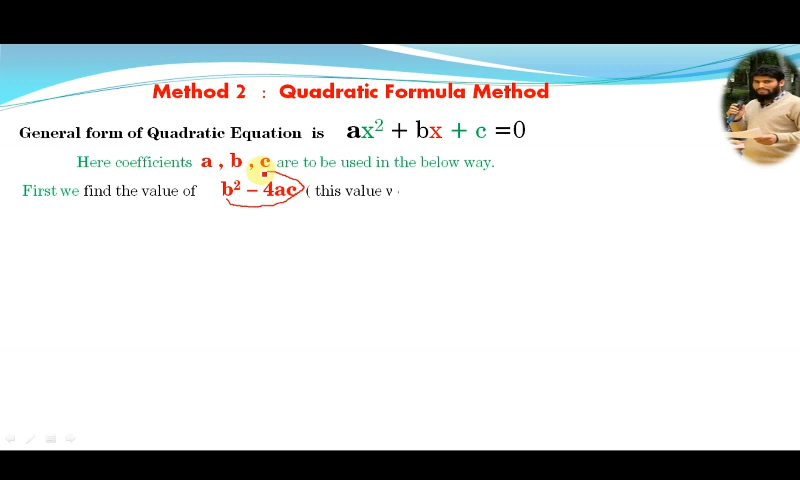 Method 2 : Quadratic Formula Method
General form of Quadratic Equation is ax² + bx + c =0
Here coefficients a , b , c are to be used in the below way.
First we find the value of b² – 4ac ( this value